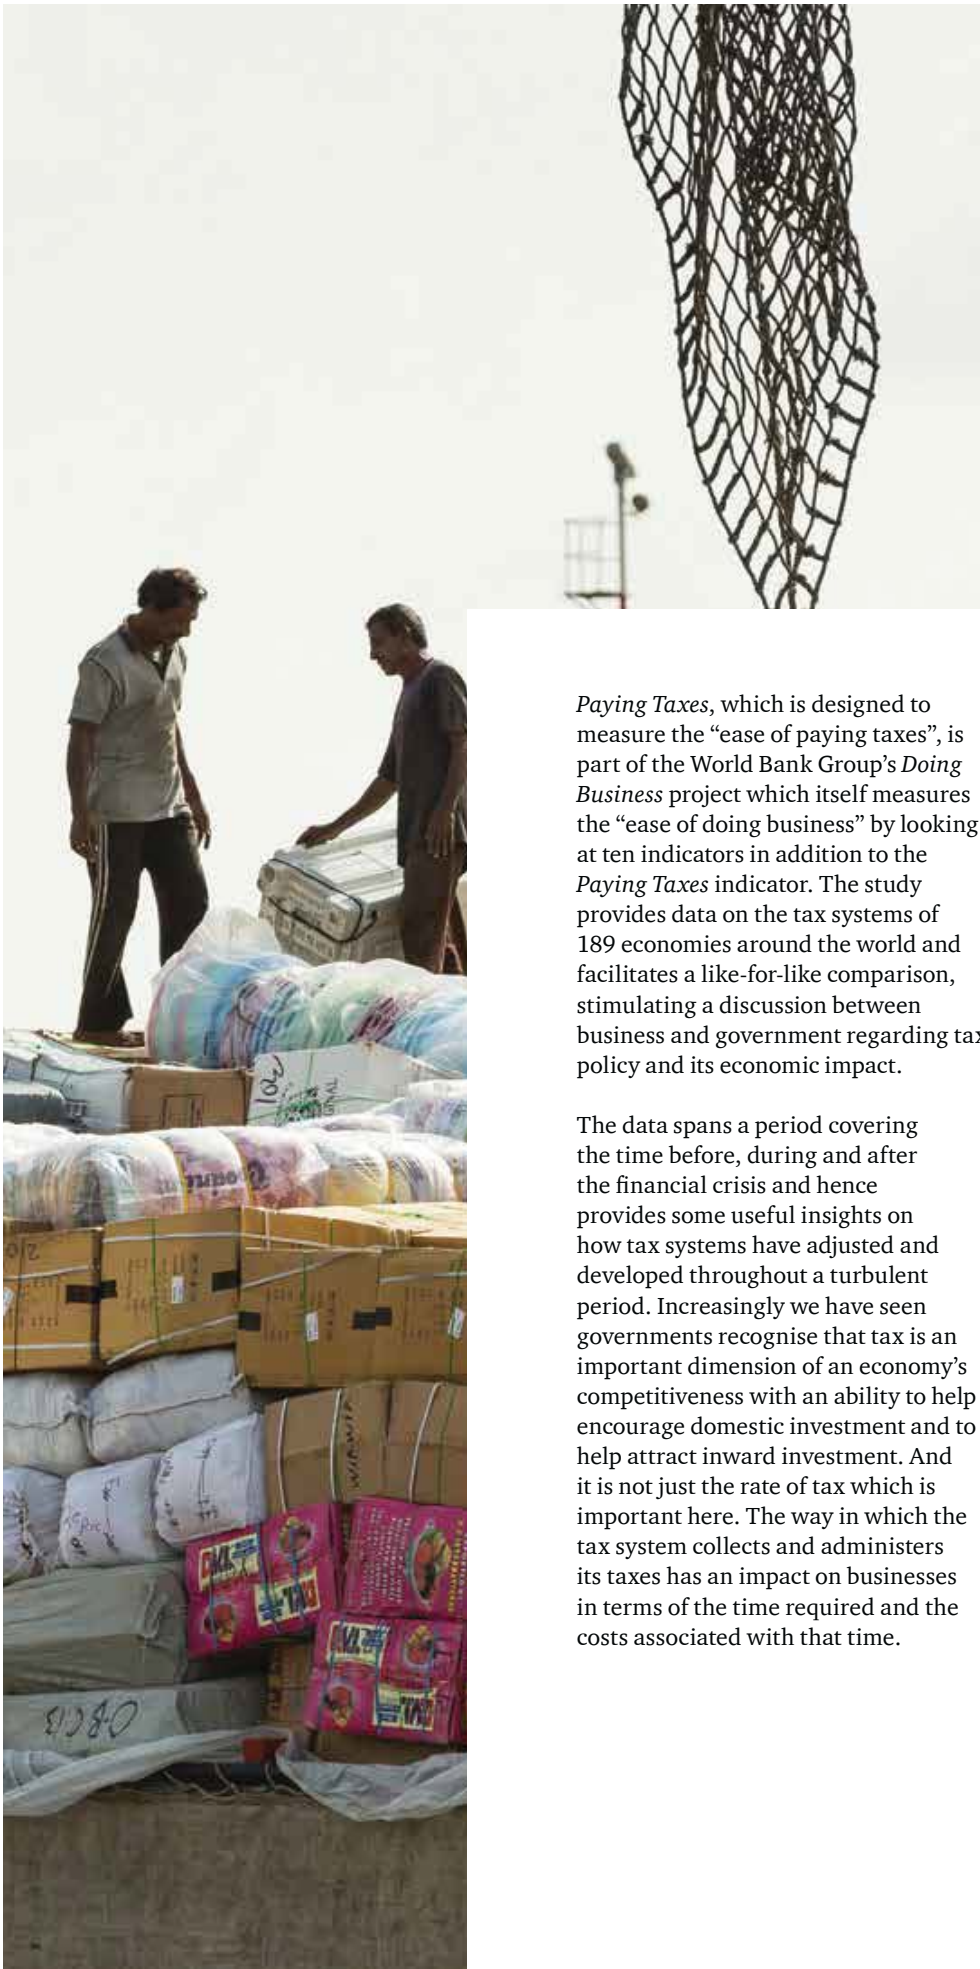 Paying Taxes, which is designed to
measure the “ease of paying taxes”, is
part of the World Bank Group’s Doing
Business project which itself measures
the “ease of doing business” by looking
at ten indicators in addition to the
Paying Taxes indicator. The study
provides data on the tax systems of
189 economies around the world and
facilitates a like-for-like comparison,
stimulating a discussion between
business and government regarding tax
policy and its economic impact.
The data spans a period covering
the time before, during and after
the financial crisis and hence
provides some useful insights on
how tax systems have adjusted and
developed throughout a turbulent
period. Increasingly we have seen
governments recognise that tax is an
important dimension of an economy’s
competitiveness with an ability to help
encourage domestic investment and to
help attract inward investment. And
it is not just the rate of tax which is
important here. The way in which the
tax system collects and administers
its taxes has an impact on businesses
in terms of the time required and the
costs associated with that time.